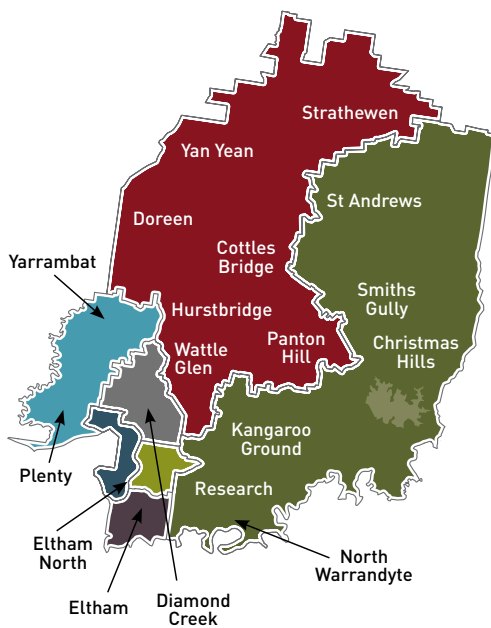 Strathewen
Yan Yean
St Andrews
Doreen
Cottles
Bridge
Yarrambat
Smiths
Gully
Hurstbridge
Panton
Hill
Christmas
Hills
Wattle
Glen
Kangaroo
Ground
Plenty
Research
Eltham
North
North
Warrandyte
Eltham
Diamond
Creek